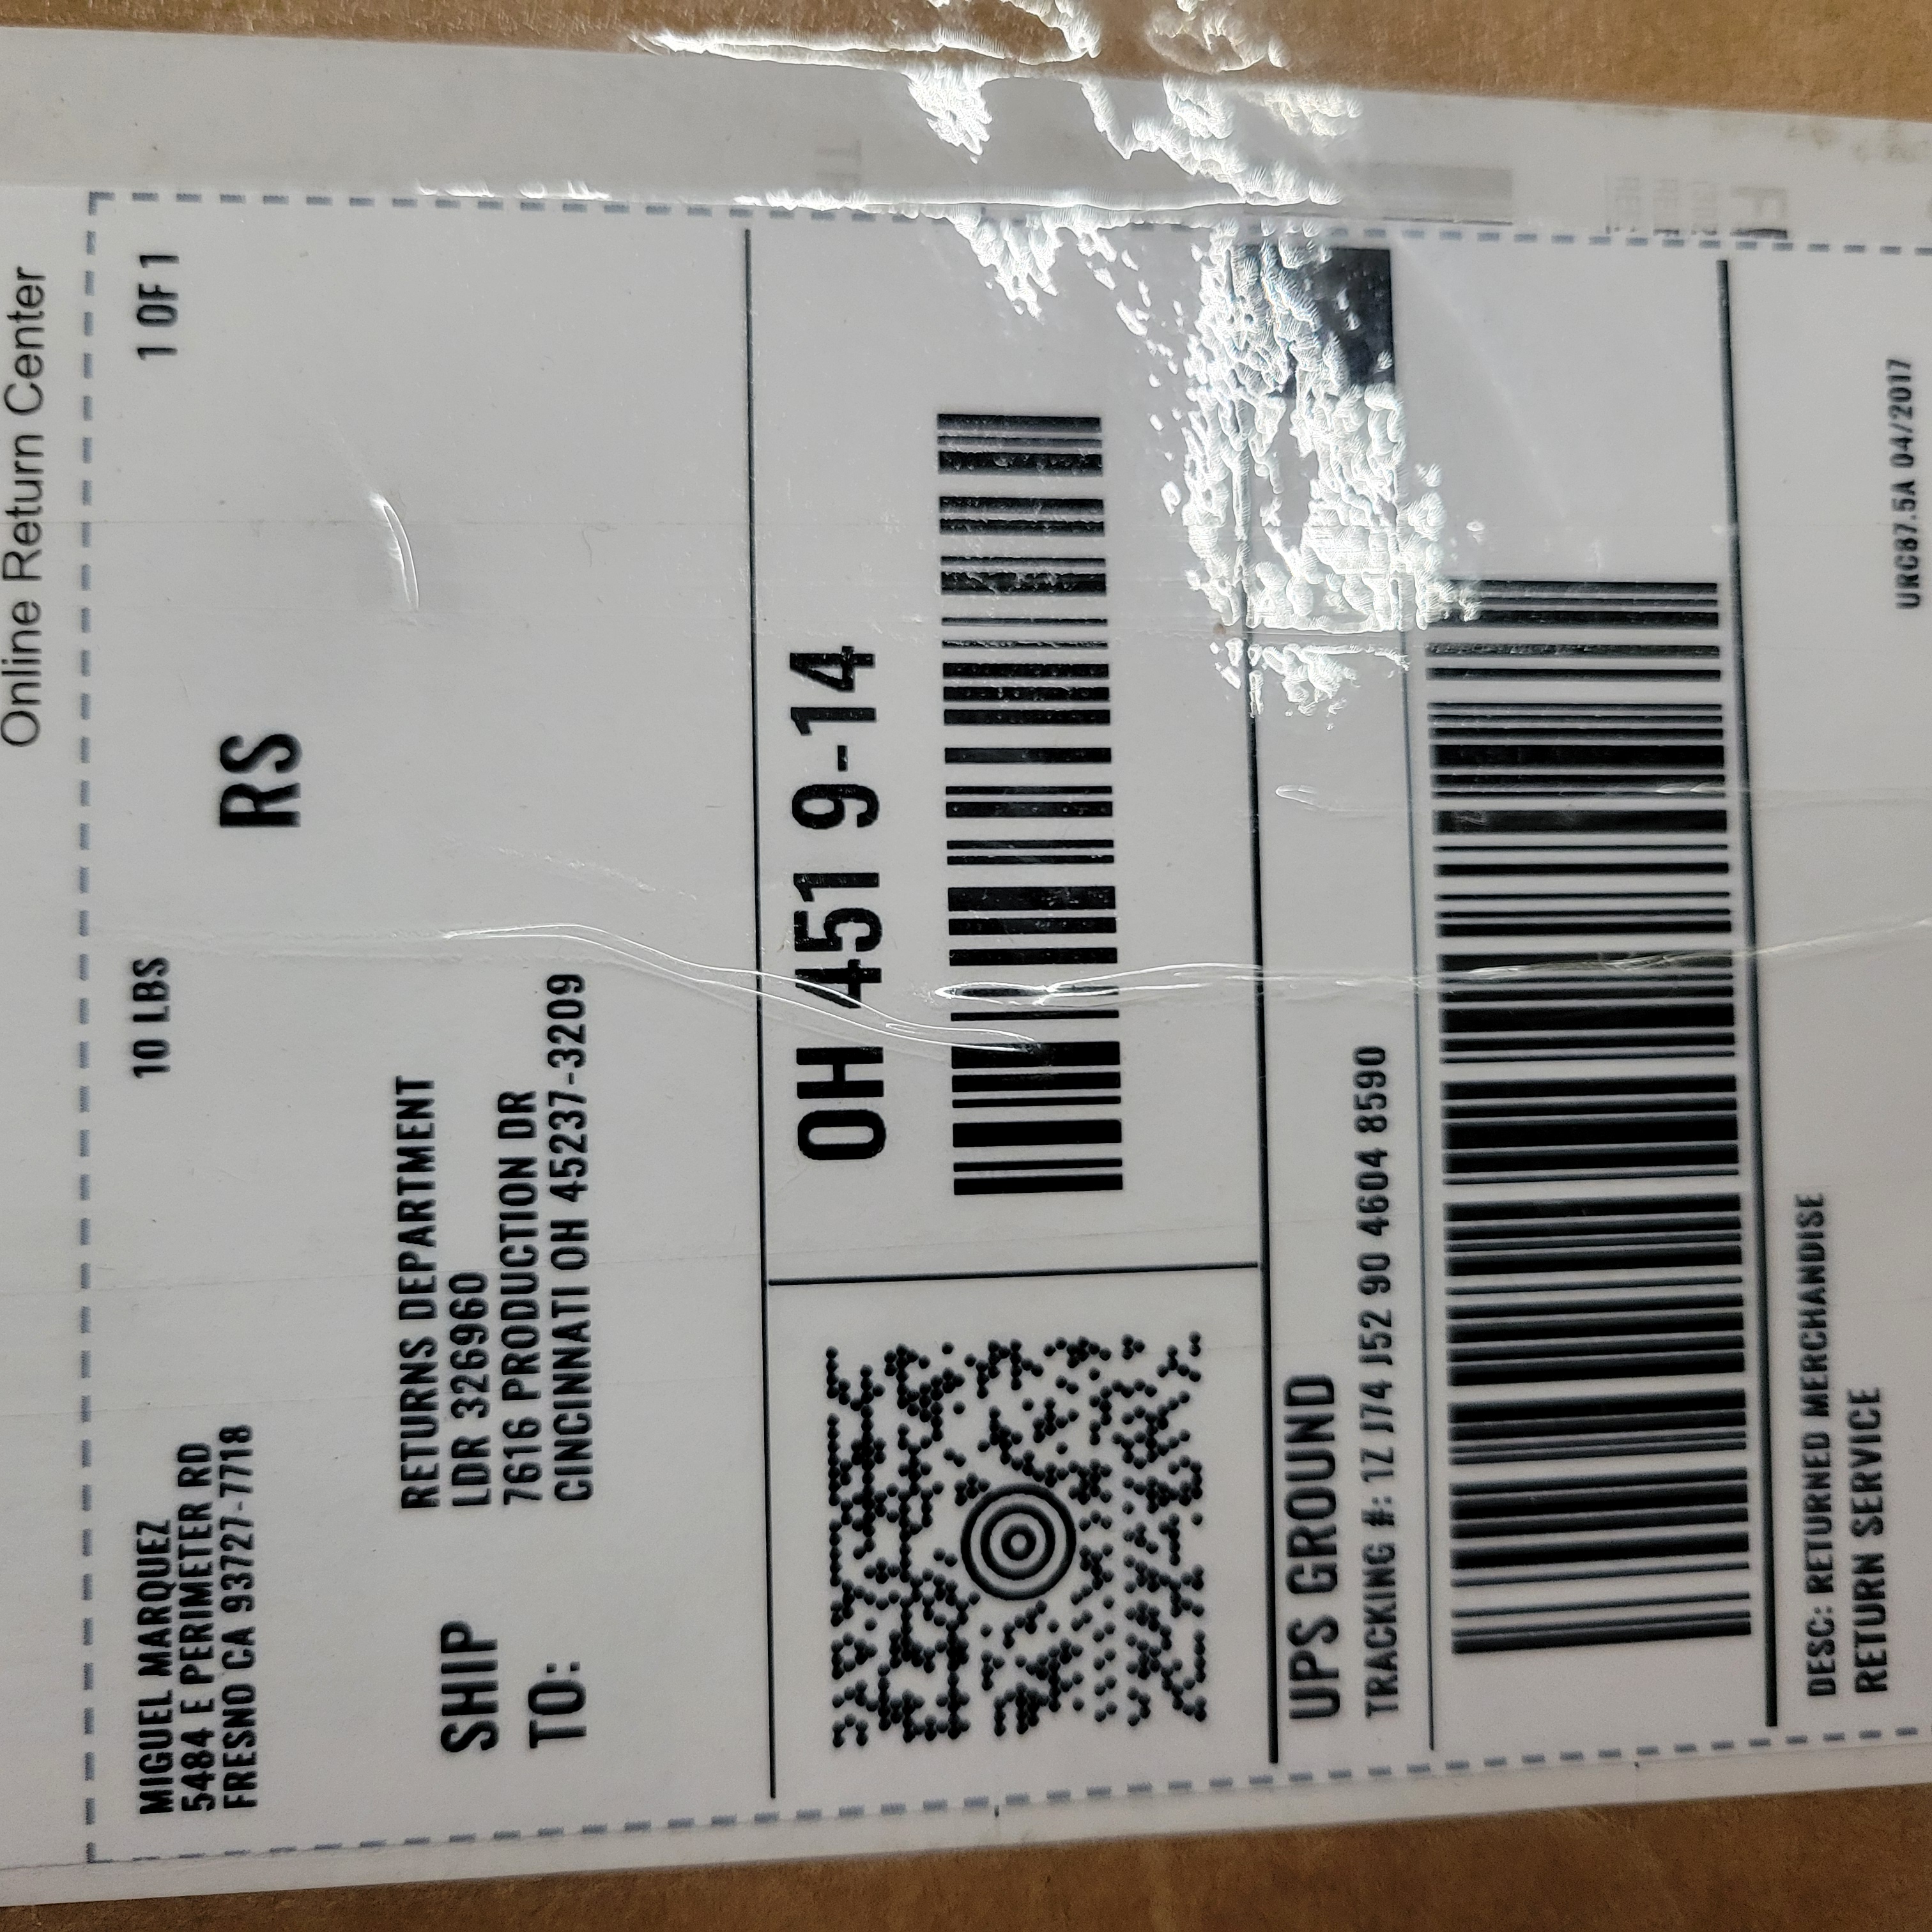 Online Return Center
MIGUEL MARQUEZ
5484 E PERIMETER RD
FRESNO CA 93727-7718
10 LBS
1 OF 1
RS
SHIP
TO:
RETURNS DEPARTMENT
LDR 326960
7616 PRODUCTION DR
CINCINNATI OH 45237-3209
OH 451 9-14
UPS GROUND
TRACKING #: 1Z J74 J52 90 4604 8590
DESC: RETURNED MERCHANDISE
RETURN SERVICE
URC87.5A 04/2017